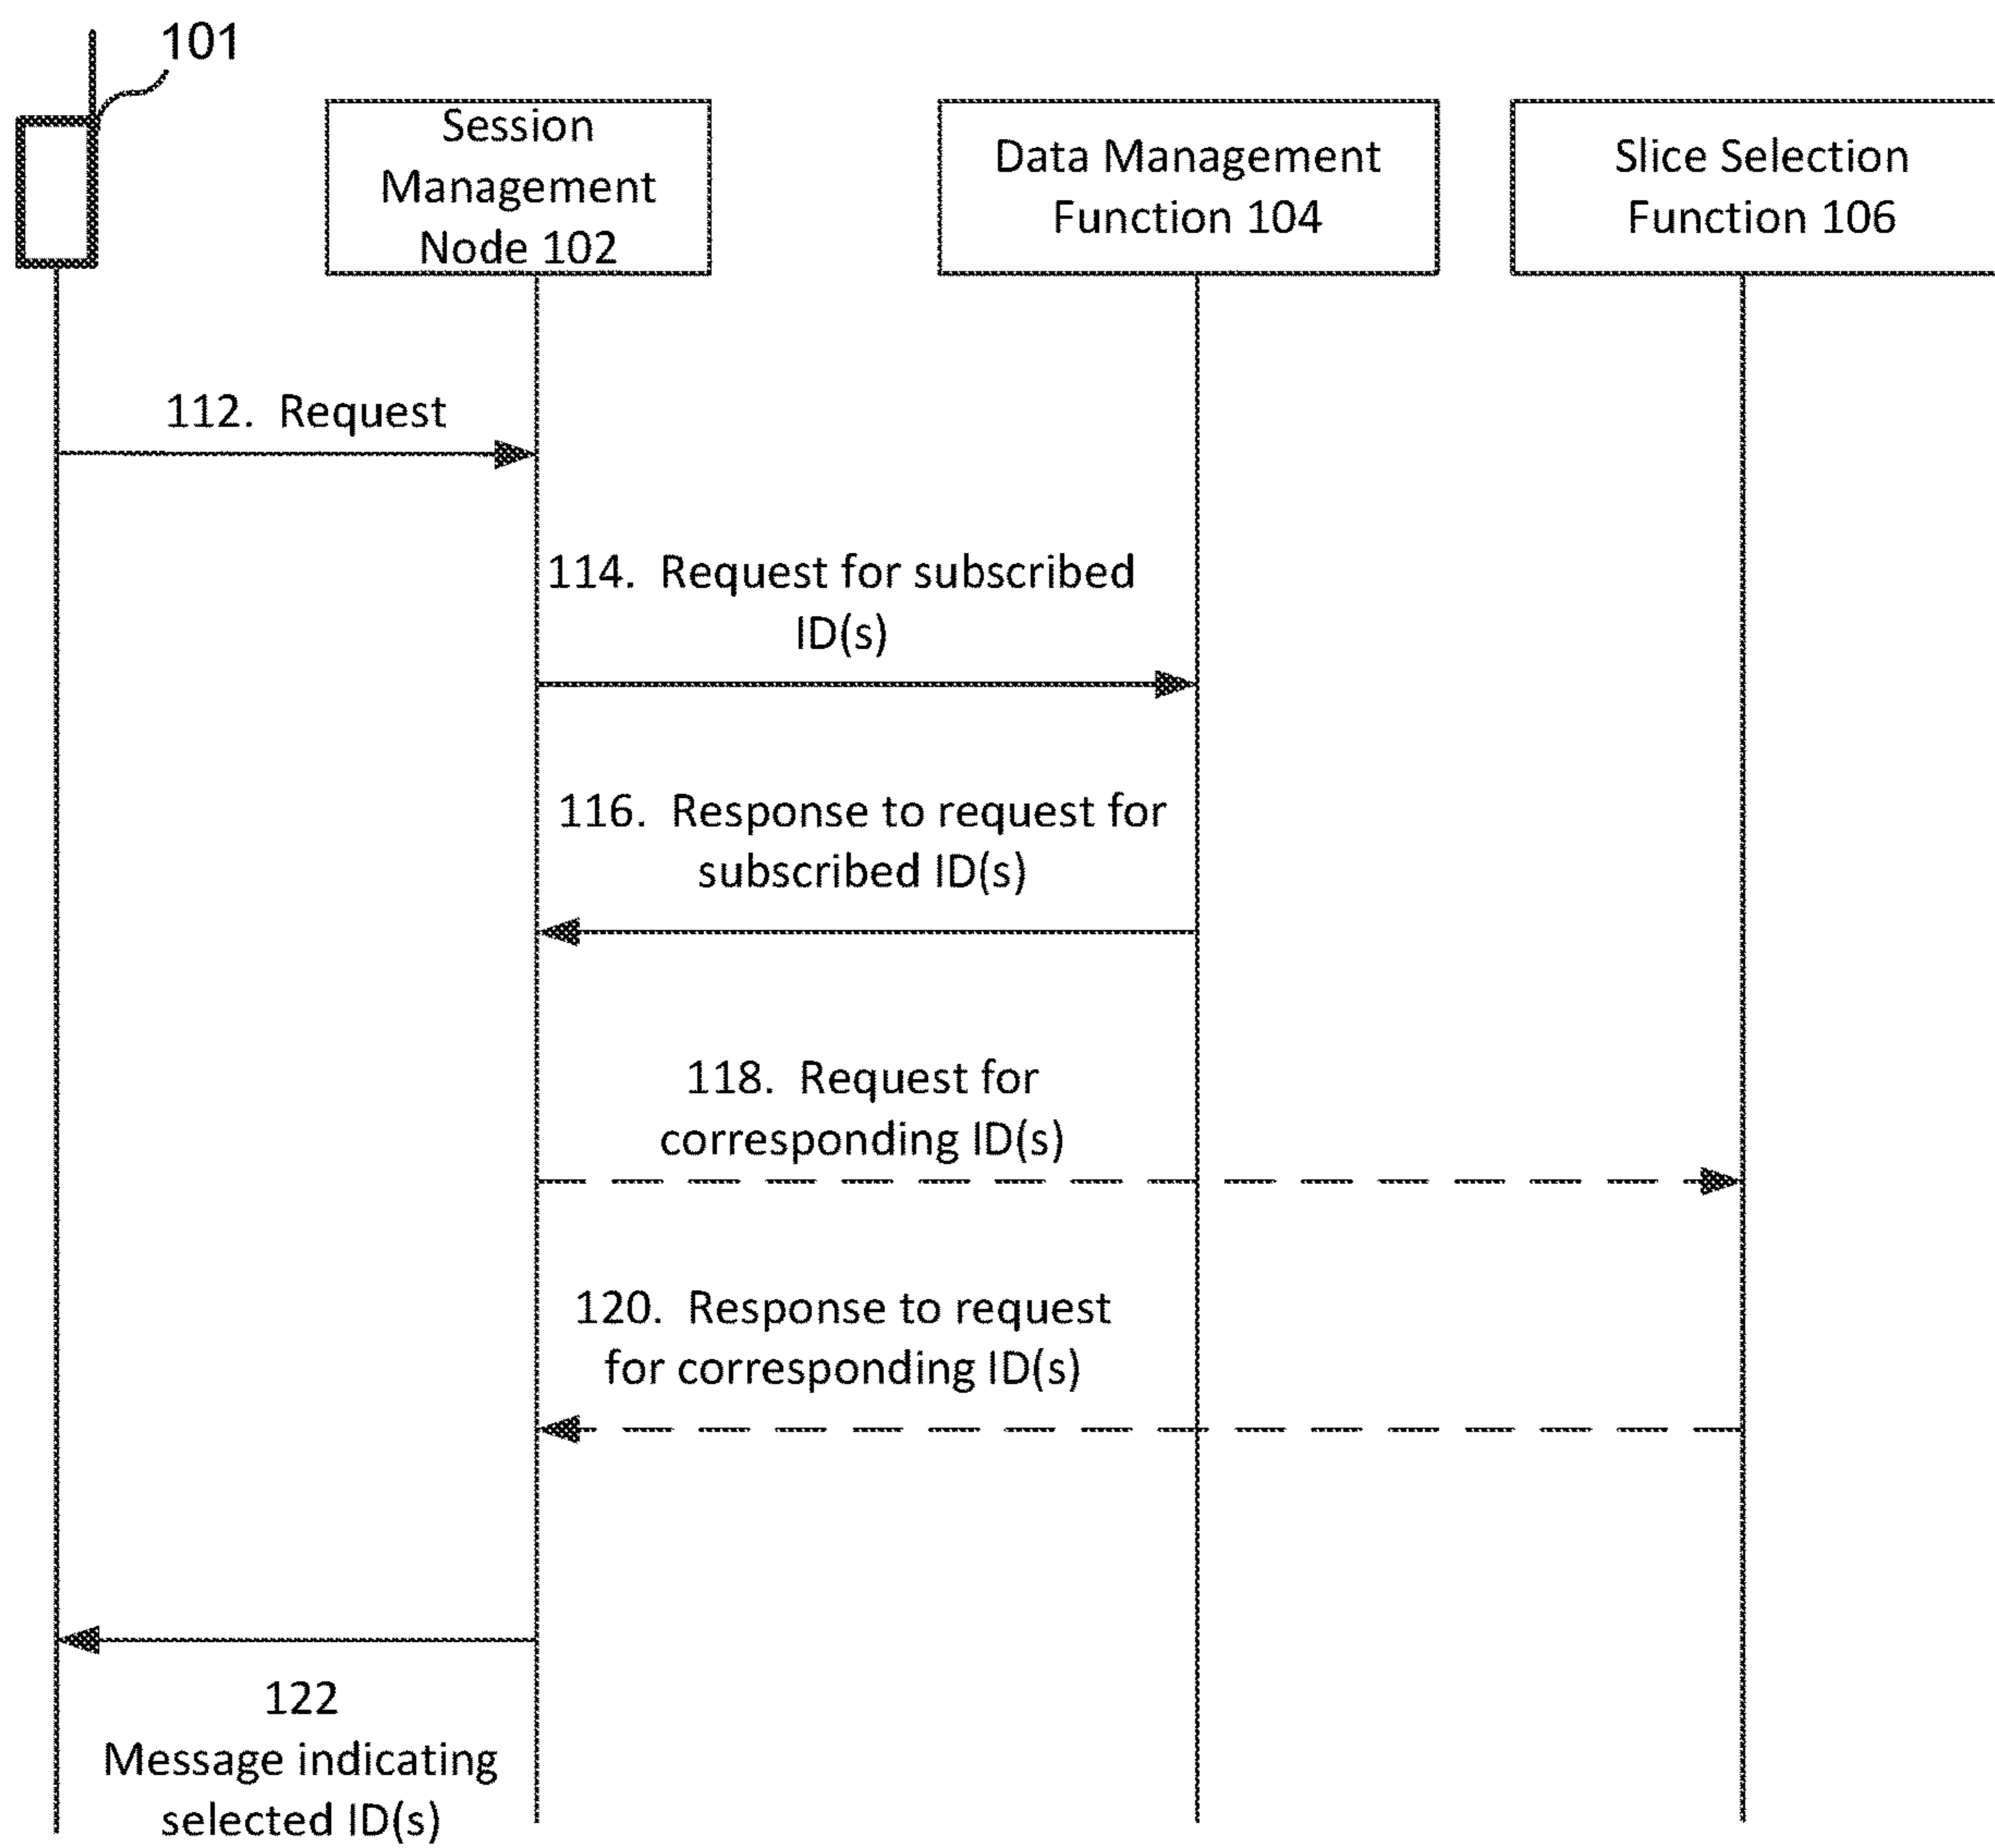 101
Session
Management
Node 102
Data Management
Function 104
Slice Selection
Function 106
112. Request
114. Request for subscribed
ID(s)
116. Response to request for
subscribed ID(s)
118. Request for
corresponding ID(s)
120. Response to request
for corresponding ID(s)
122
Message indicating
selected ID(s)